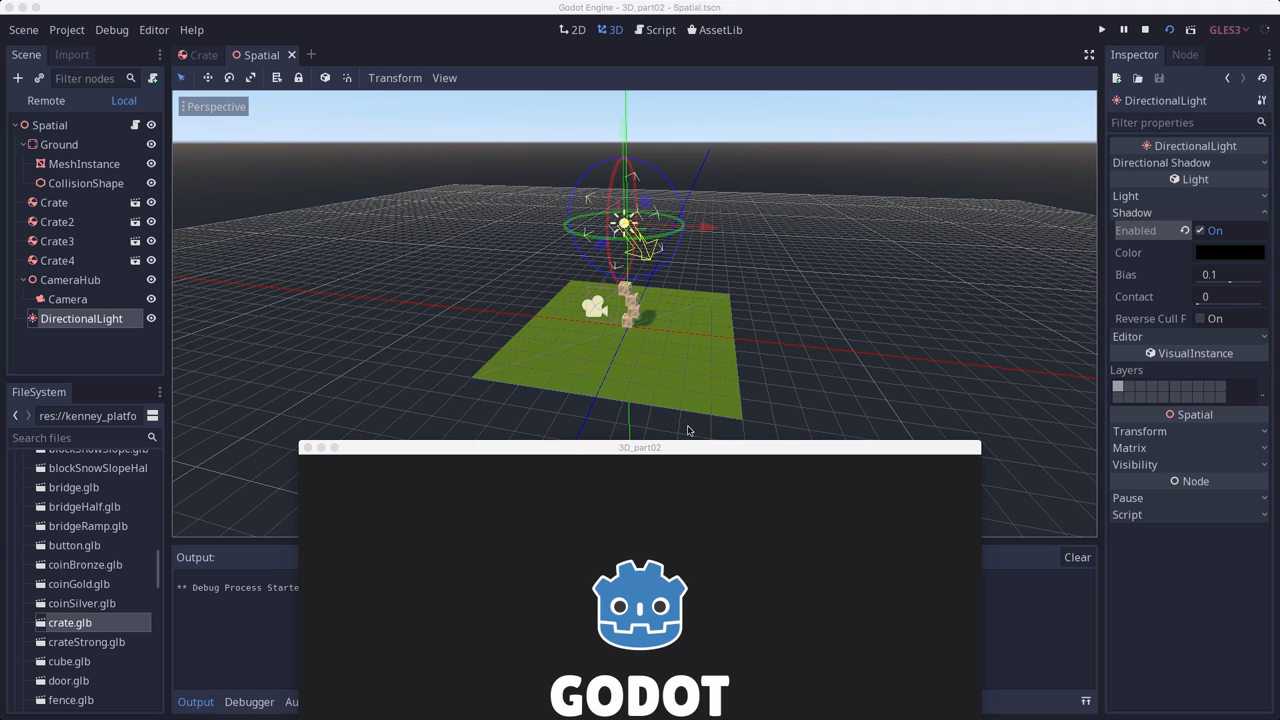 Godot Engine - 3D_part02 - Spatial.tscn
Scene Project Debug Editor Help
2D 3D Script AssetLib
GLES3
Scene Import
Filter nodes
Remote Local
Spatial
Ground
MeshInstance
CollisionShape
Crate
Crate2
Crate3
Crate4
CameraHub
Camera
DirectionalLight
FileSystem
res://kenney_platfo
Search files
blockSnowSlope.glb
blockSnowSlopeHal
bridge.glb
bridgeHalf.glb
bridgeRamp.glb
button.glb
coinBronze.glb
coinGold.glb
coinSilver.glb
crate.glb
crateStrong.glb
cube.glb
door.glb
fence.glb
Crate Spatial
Transform View
Perspective
Output:
Clear
** Debug Process Starte
Output Debugger Au
3D_part02
GODOT
Inspector Node
DirectionalLight
Filter properties
DirectionalLight
Directional Shadow
Light
Light
Shadow
Enabled On
Color
Bias 0.1
Contact 0
Reverse Cull F On
Editor
VisualInstance
Layers
..
Spatial
Transform
Matrix
Visibility
Node
Pause
Script